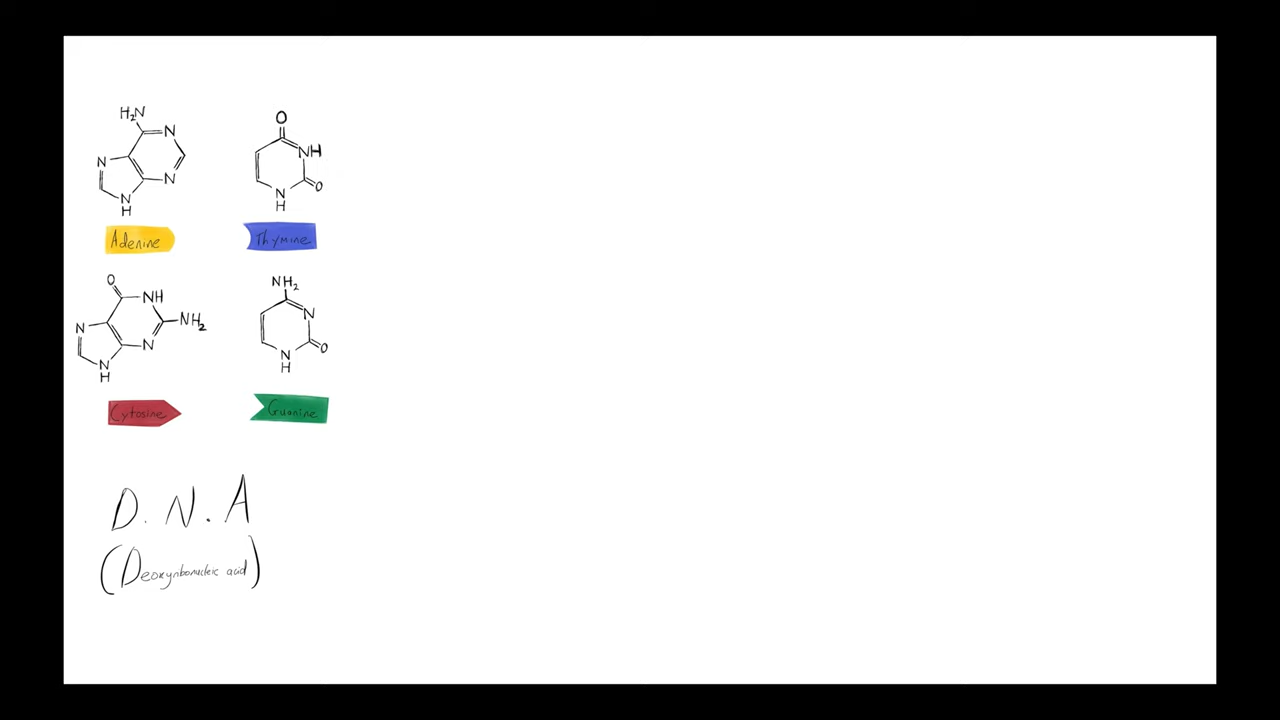 H₂N
N
N
N
N
H
O
NH
O
N
H
Adenine
Thymine
O
NH
N
NH₂
N
N
H
NH₂
N
O
N
H
Cytosine
Guanine
D.N.A
(Deoxyribonucleic acid)